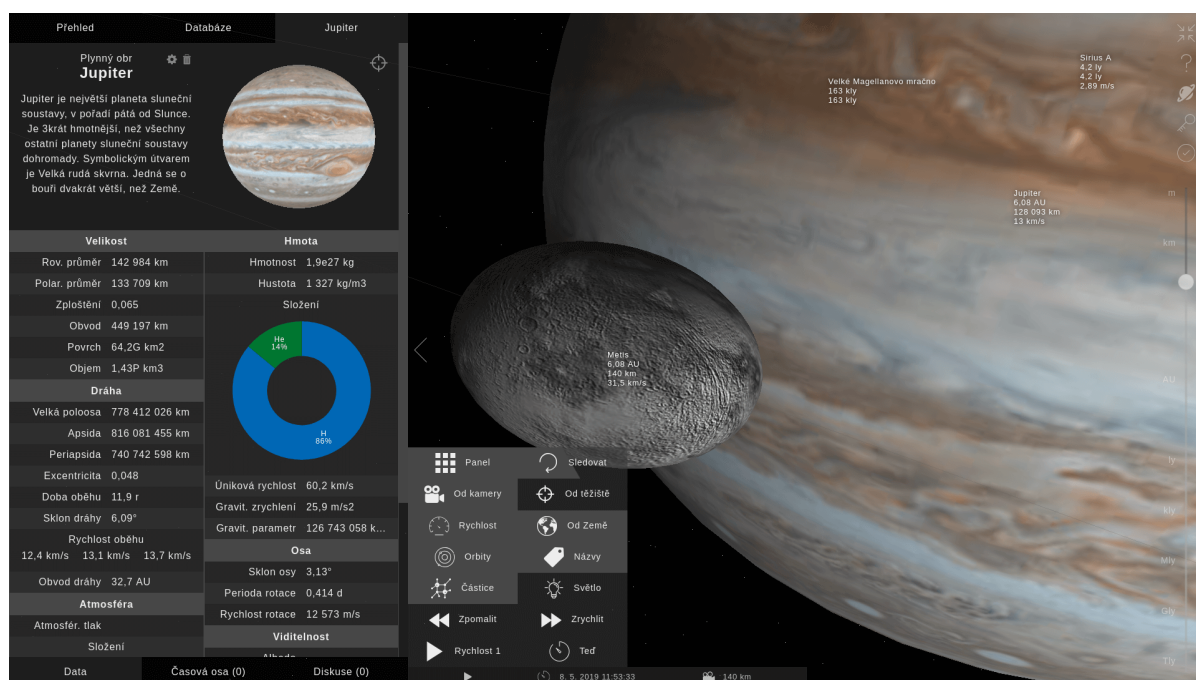 Přehled
Databáze
Jupiter
Plynný obr
Jupiter
Jupiter je největší planeta sluneční
soustavy, v pořadí pátá od Slunce.
Je 3krát hmotnější, než všechny
ostatní planety sluneční soustavy
dohromady. Symbolickým útvarem
je Velká rudá skvrna. Jedná se o
bouři dvakrát větší, než Země.
Velikost
Rov. průměr 142 984 km
Polar. průměr 133 709 km
Zploštění 0,065
Obvod 449 197 km
Povrch 64,2G km2
Objem 1,43P km3
Dráha
Velká poloosa 778 412 026 km
Apsida 816 081 455 km
Periapsida 740 742 598 km
Excentricita 0,048
Doba oběhu 11,9 r
Sklon dráhy 6,09°
Rychlost oběhu
12,4 km/s 13,1 km/s 13,7 km/s
Obvod dráhy 32,7 AU
Atmosféra
Atmosfér. tlak
Složení
Hmota
Hmotnost 1,9e27 kg
Hustota 1 327 kg/m3
Složení
He
14%
H
86%
Úniková rychlost 60,2 km/s
Gravit. zrychlení 25,9 m/s2
Gravit. parametr 126 743 058 k...
Osa
Sklon osy 3,13°
Perioda rotace 0,414 d
Rychlost rotace 12 573 m/s
Viditelnost
Albedo
Data
Časová osa (0)
Diskuse (0)
Velké Magellanovo mračno
163 kly
163 kly
Sirius A
4,2 ly
4,2 ly
2,89 m/s
Jupiter
6,08 AU
128 093 km
13 km/s
Metis
6,08 AU
140 km
31,5 km/s
Panel
Sledovat
Od kamery
Od těžiště
Rychlost
Od Země
Orbity
Názvy
Částice
Světlo
Zpomalit
Zrychlit
Rychlost 1
Teď
8. 5. 2019 11:53:33
140 km
m
km
AU
ly
kly
Mly
Gly
Tly